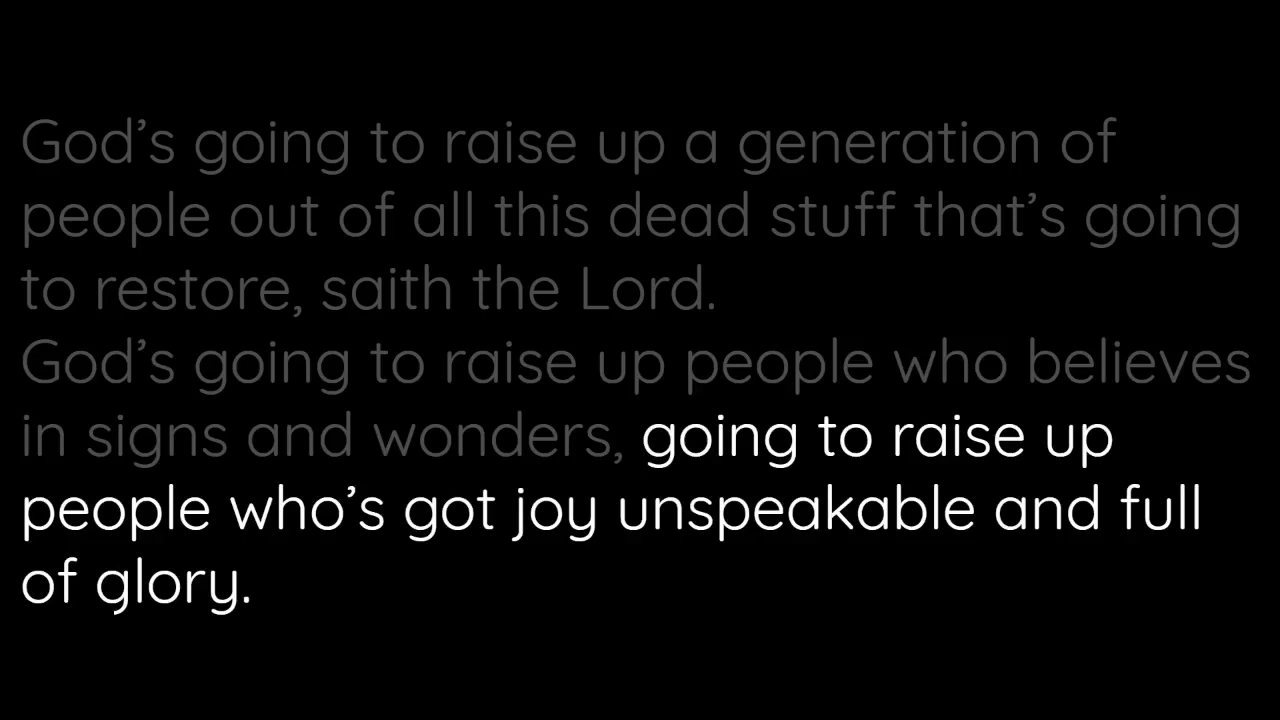 God’s going to raise up a generation of
people out of all this dead stuff that’s going
to restore, saith the Lord.
God’s going to raise up people who believes
in signs and wonders, going to raise up
people who’s got joy unspeakable and full
of glory.